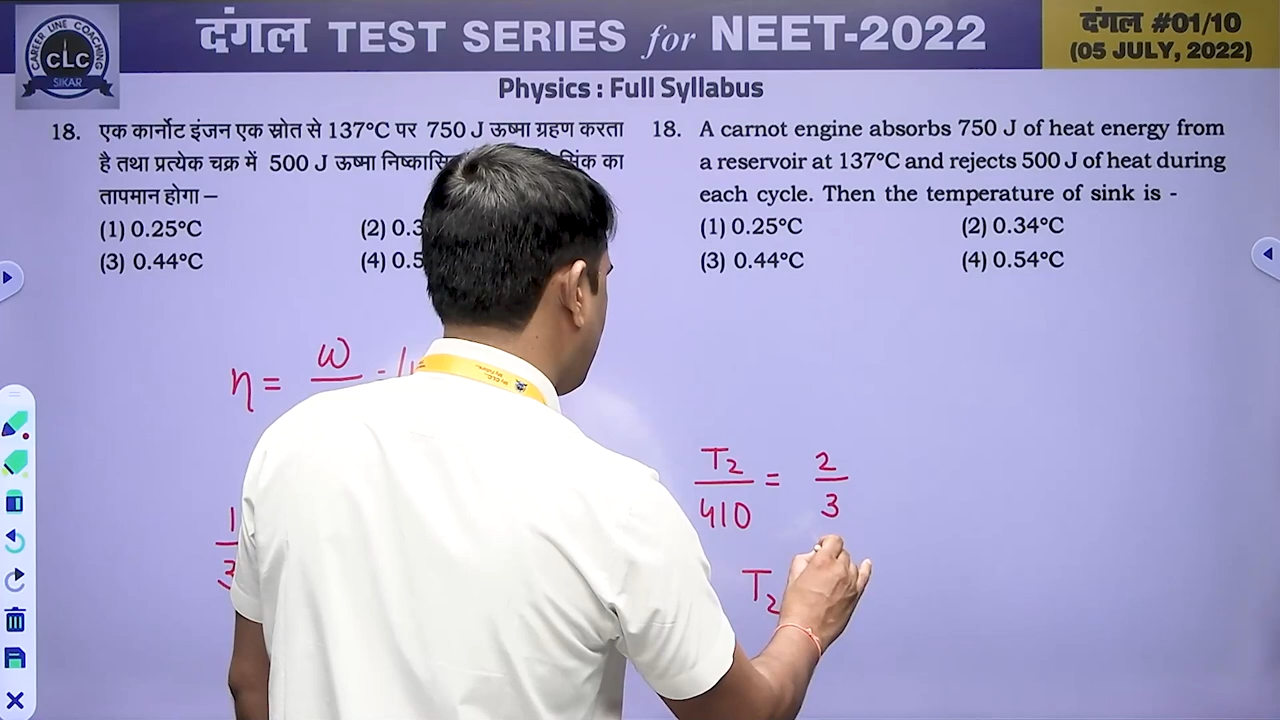 CAREER LINE COACHING
CLC
SIKAR
दंगल TEST SERIES for NEET-2022
दंगल #01/10
(05 JULY, 2022)
Physics : Full Syllabus
18. एक कार्नोट इंजन एक स्रोत से 137°C पर 750 J ऊष्मा ग्रहण करता
है तथा प्रत्येक चक्र में 500 J ऊष्मा सिंक का
तापमान होगा –
(1) 0.25°C (2)
(3) 0.44°C (4)
18. A carnot engine absorbs 750 J of heat energy from
a reservoir at 137°C and rejects 500 J of heat during
each cycle. Then the temperature of sink is -
(1) 0.25°C (2) 0.34°C
(3) 0.44°C (4) 0.54°C
η = W
T2 = 2
410 3
1
3
T2